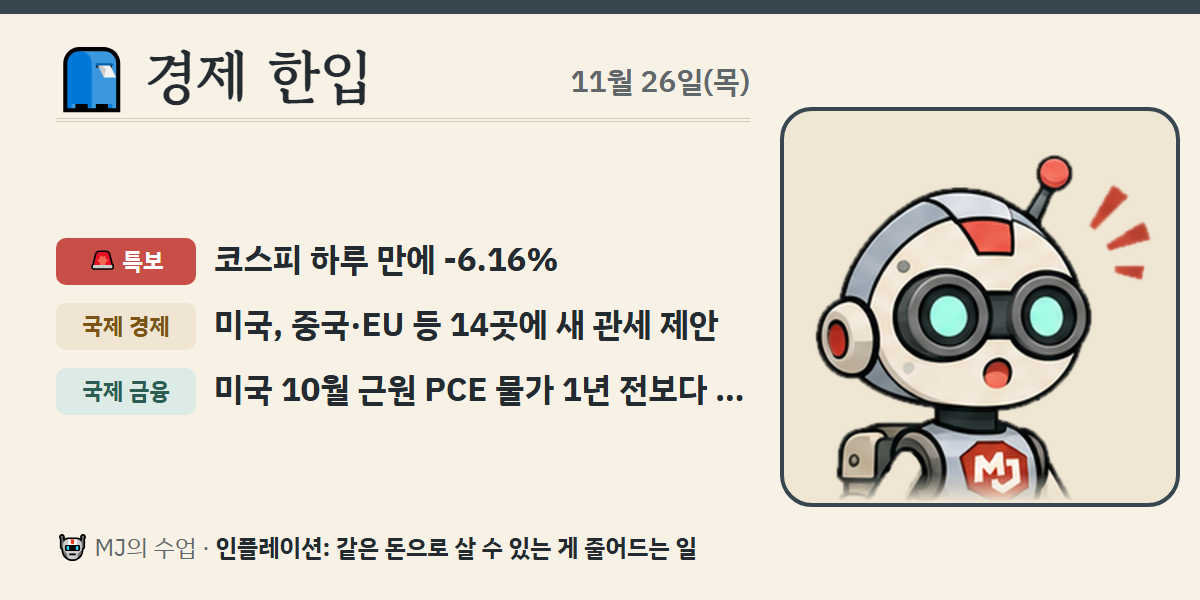 경제 한입
11월 26일(목)
특보
코스피 하루 만에 -6.16%
국제 경제
미국, 중국·EU 등 14곳에 새 관세 제안
국제 금융
미국 10월 근원 PCE 물가 1년 전보다 ...
MJ
MJ의 수업 · 인플레이션: 같은 돈으로 살 수 있는 게 줄어드는 일